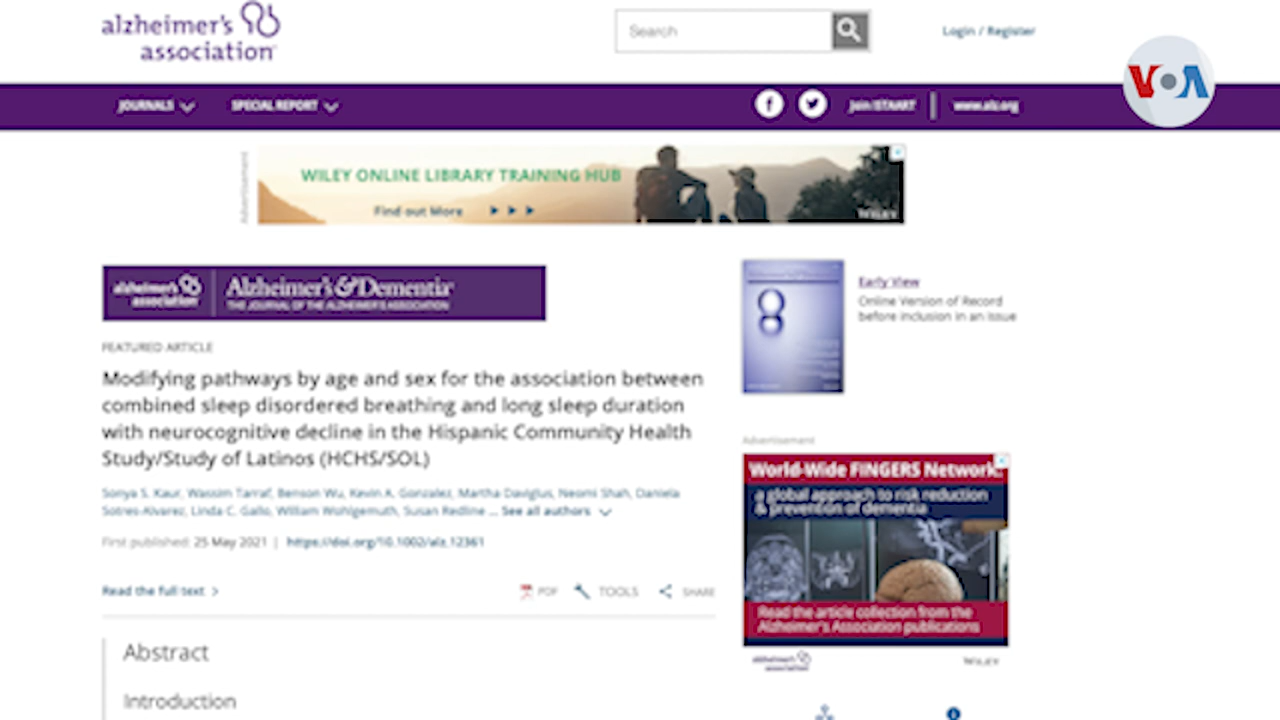 alzheimer's
association
Search
Login / Register
VOA
JOURNALS
SPECIAL REPORT
Join ISTAART
www.alz.org
Advertisement
WILEY ONLINE LIBRARY TRAINING HUB
Find out More
WILEY
alzheimer's
association
Alzheimer's & Dementia
THE JOURNAL OF THE ALZHEIMER'S ASSOCIATION
Early View
Online Version of Record
before inclusion in an issue
FEATURED ARTICLE
Modifying pathways by age and sex for the association between
combined sleep disordered breathing and long sleep duration
with neurocognitive decline in the Hispanic Community Health
Study/Study of Latinos (HCHS/SOL)
Sonya S. Kaur, Wassim Tarraf, Benson Wu, Kevin A. Gonzalez, Martha Daviglus, Neomi Shah, Daniela
Sotres-Alvarez, Linda C. Gallo, William Wohlgemuth, Susan Redline ... See all authors
First published: 25 May 2021 | https://doi.org/10.1002/alz.12361
Read the full text >
PDF
TOOLS
SHARE
Abstract
Introduction
Advertisement
World-Wide FINGERS Network:
a global approach to risk reduction
& prevention of dementia
Read the article collection from the
Alzheimer's Association publications
alzheimer's
association
WILEY